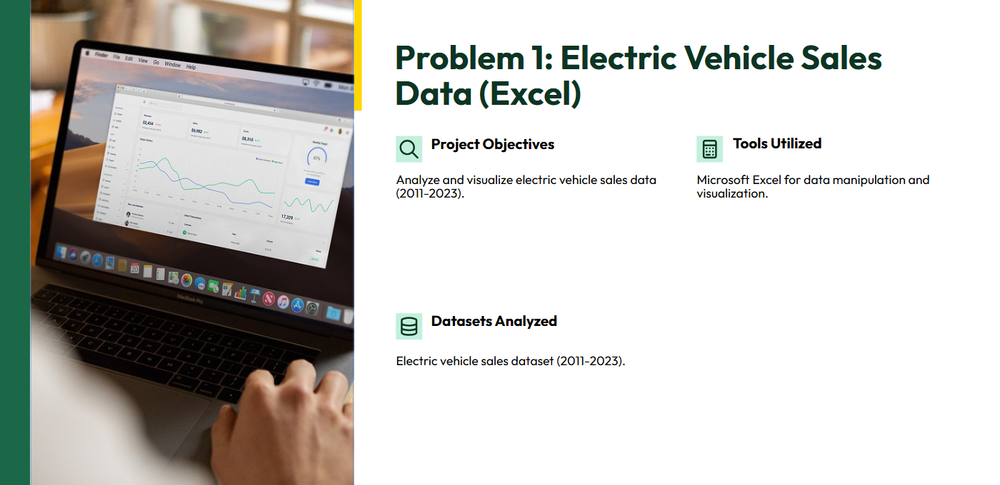 Problem 1: Electric Vehicle Sales
Data (Excel)
Project Objectives
Analyze and visualize electric vehicle sales data
(2011-2023).
Tools Utilized
Microsoft Excel for data manipulation and
visualization.
Datasets Analyzed
Electric vehicle sales dataset (2011-2023).
Finder File Edit View Go Window Help
$2,454
$6,982
$8,310
67%
17,329
MacBook Pro